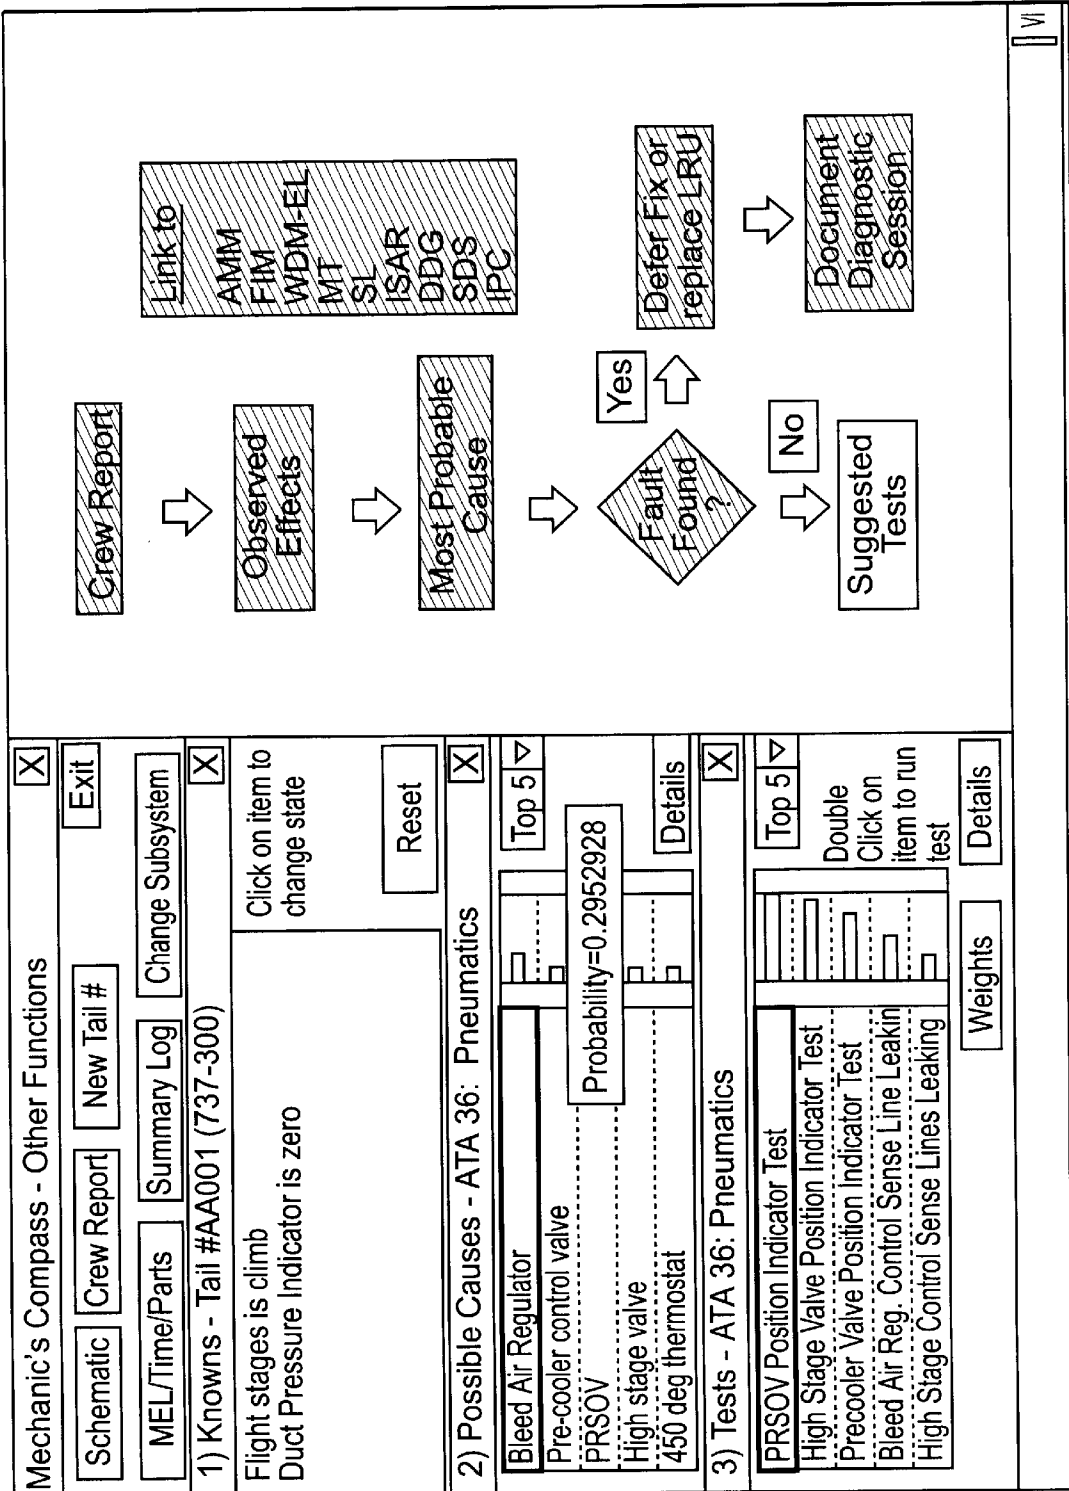 Mechanic's Compass - Other Functions
X
Schematic
Crew Report
New Tail #
Exit
MEL/Time/Parts
Summary Log
Change Subsystem
1) Knowns - Tail #AA001 (737-300)
X
Flight stages is climb
Duct Pressure Indicator is zero
Click on item to
change state
Reset
2) Possible Causes - ATA 36: Pneumatics
X
Bleed Air Regulator
Pre-cooler control valve
PRSOV
High stage valve
450 deg thermostat
Probability=0.2952928
Top 5
Details
3) Tests - ATA 36: Pneumatics
X
PRSOV Position Indicator Test
High Stage Valve Position Indicator Test
Precooler Valve Position Indicator Test
Bleed Air Reg. Control Sense Line Leakin
High Stage Control Sense Lines Leaking
Top 5
Double
Click on
item to run
test
Weights
Details
Crew Report
Observed
Effects
Most Probable
Cause
Fault
Found
?
Yes
No
Suggested
Tests
Link to
AMM
FIM
WDM-EL
MT
SL
ISAR
DDG
SDS
IPC
Defer Fix or
replace LRU
Document
Diagnostic
Session